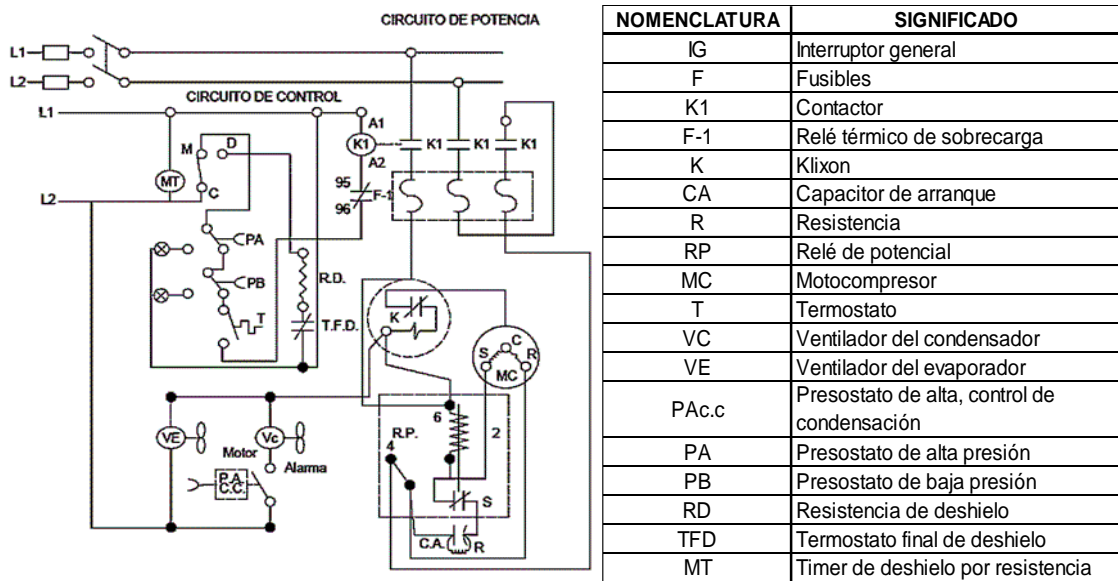 CIRCUITO DE POTENCIA
L1
L2
CIRCUITO DE CONTROL
L1
A1
K1
K1
K1
K1
A2
M
D
MT
C
L2
95
F-1
96
PA
PB
R.D.
T
T.F.D.
K
C
S
R
MC
6
2
R.P.
4
VE
Vc
Motor
Alarma
P.A.
C.C.
S
C.A.
R
NOMENCLATURA SIGNIFICADO
IG Interruptor general
F Fusibles
K1 Contactor
F-1 Relé térmico de sobrecarga
K Klixon
CA Capacitor de arranque
R Resistencia
RP Relé de potencial
MC Motocompresor
T Termostato
VC Ventilador del condensador
VE Ventilador del evaporador
PAc.c Presostato de alta, control de
condensación
PA Presostato de alta presión
PB Presostato de baja presión
RD Resistencia de deshielo
TFD Termostato final de deshielo
MT Timer de deshielo por resistencia